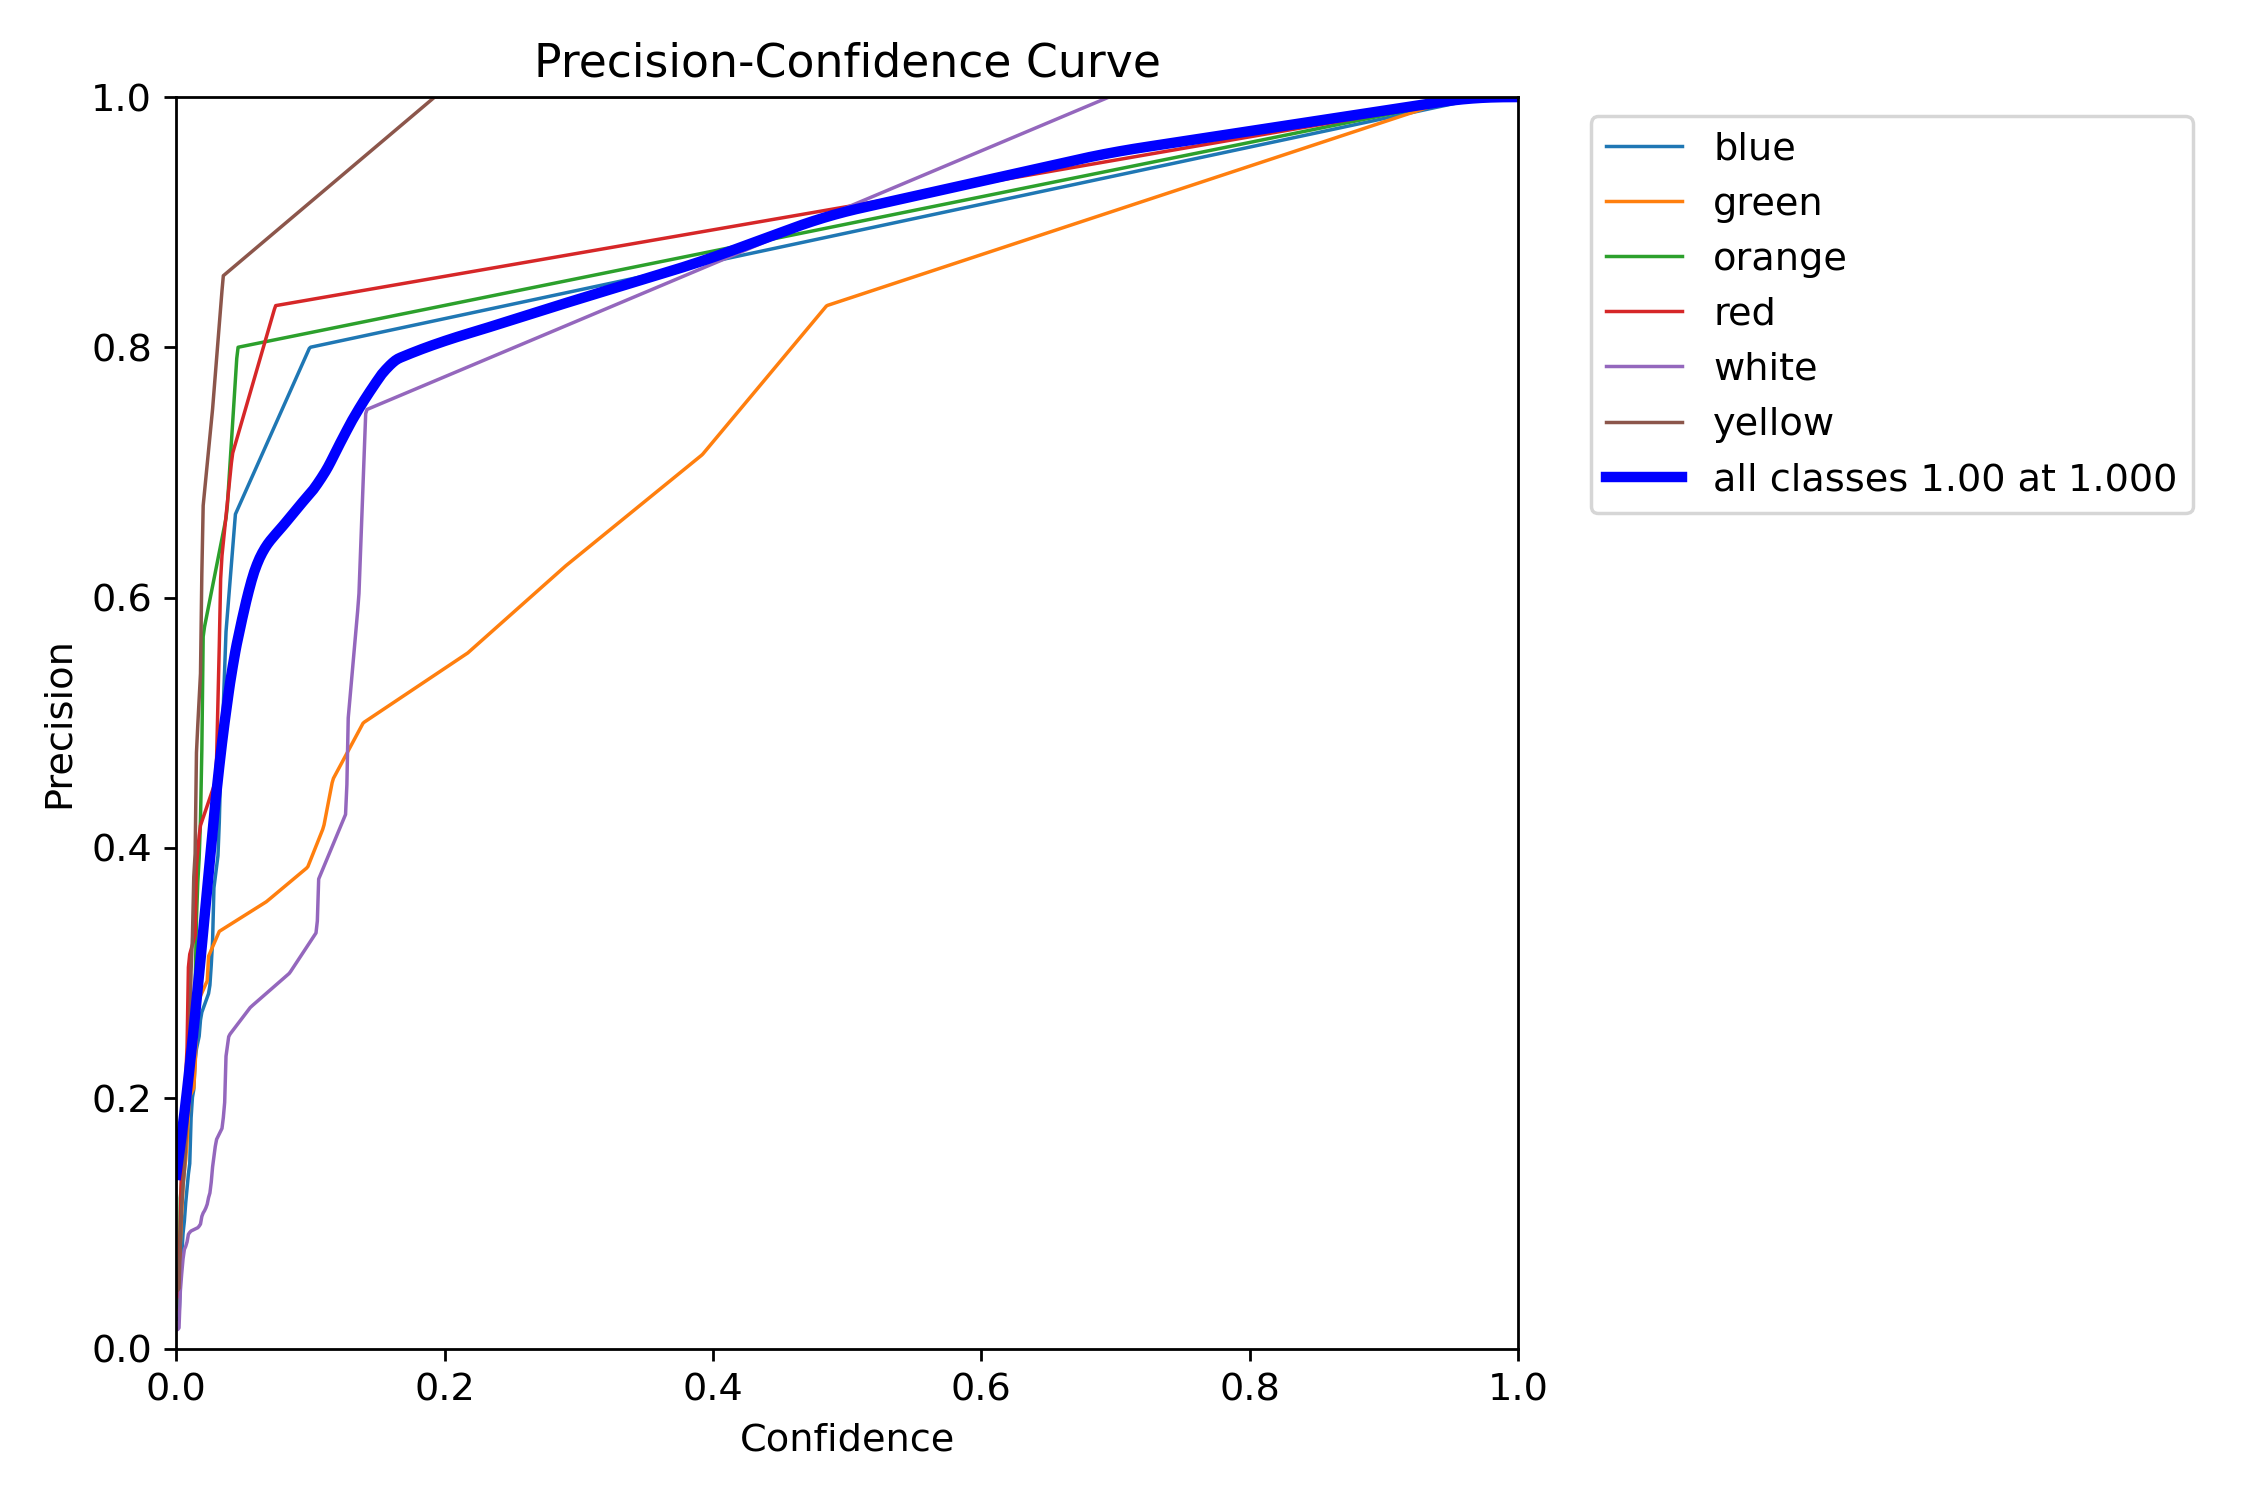 Precision-Confidence Curve
1.0
0.8
0.6
0.4
0.2
0.0
Precision
0.0 0.2 0.4 0.6 0.8 1.0
Confidence
blue
green
orange
red
white
yellow
all classes 1.00 at 1.000